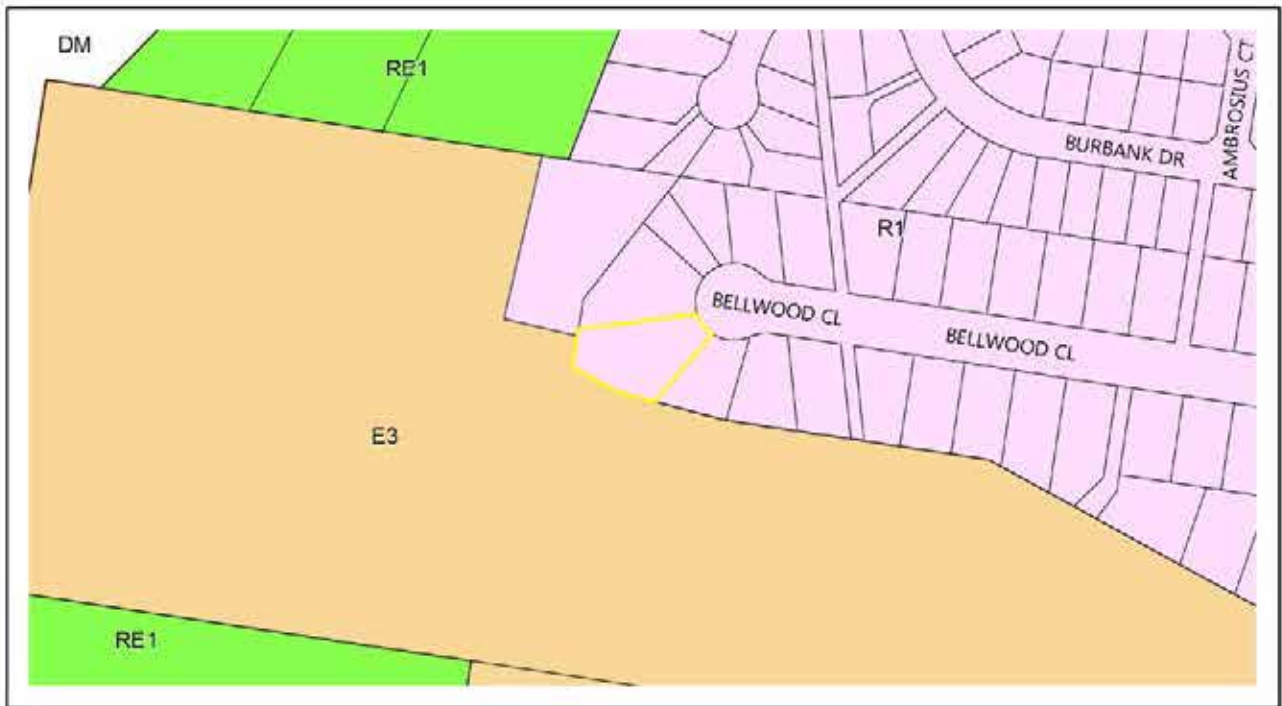 DM
RE1
AMBROSIUS CT
BURBANK DR
R1
BELLWOOD CL
BELLWOOD CL
E3
RE1